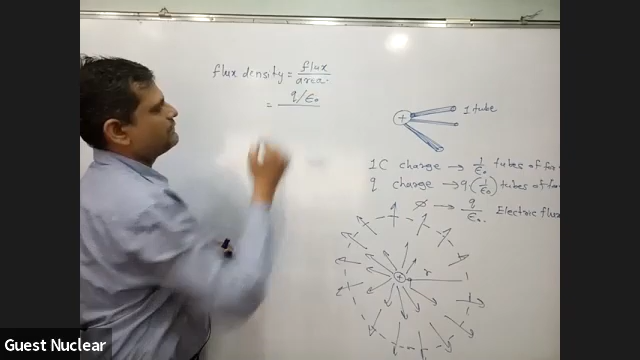 flux density = flux / area.
= q/ε₀
+
1 tube
1C charge → 1/ε₀ tubes of for
q charge → q (1/ε₀) tubes of for
Ø → q/ε₀. Electric flux
+
r
Guest Nuclear